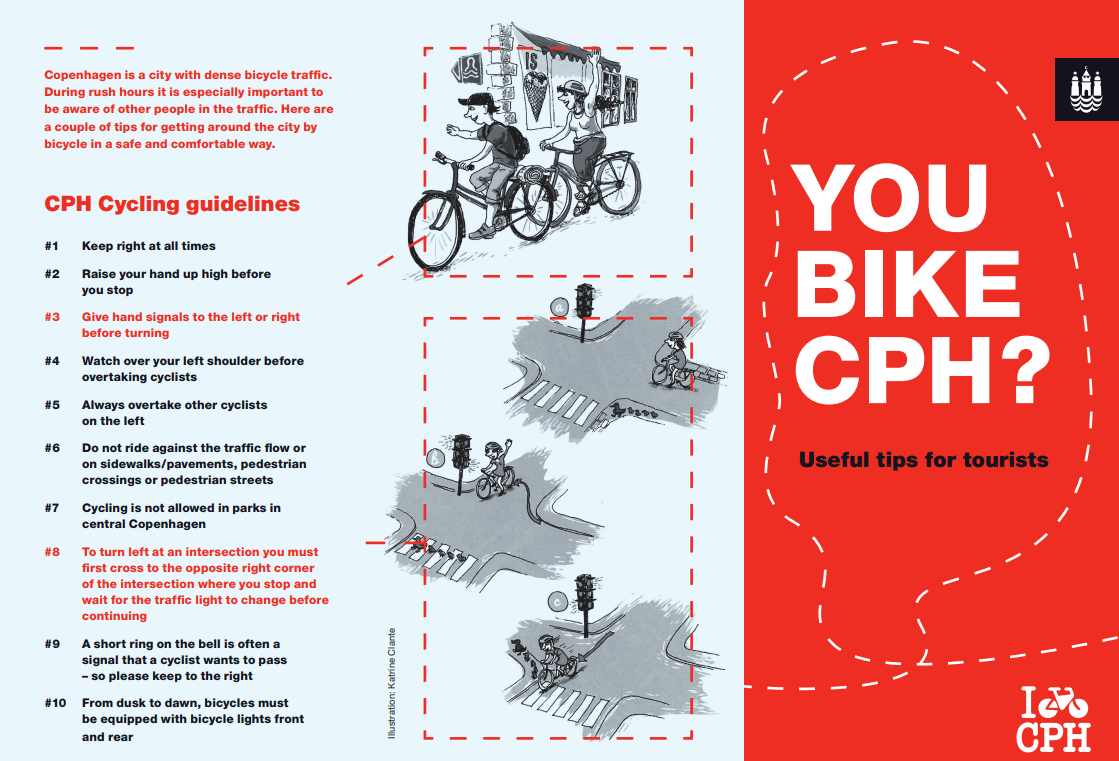 Copenhagen is a city with dense bicycle traffic.
During rush hours it is especially important to
be aware of other people in the traffic. Here are
a couple of tips for getting around the city by
bicycle in a safe and comfortable way.
CPH Cycling guidelines
#1 Keep right at all times
#2 Raise your hand up high before
you stop
#3 Give hand signals to the left or right
before turning
#4 Watch over your left shoulder before
overtaking cyclists
#5 Always overtake other cyclists
on the left
#6 Do not ride against the traffic flow or
on sidewalks/pavements, pedestrian
crossings or pedestrian streets
#7 Cycling is not allowed in parks in
central Copenhagen
#8 To turn left at an intersection you must
first cross to the opposite right corner
of the intersection where you stop and
wait for the traffic light to change before
continuing
#9 A short ring on the bell is often a
signal that a cyclist wants to pass
– so please keep to the right
#10 From dusk to dawn, bicycles must
be equipped with bicycle lights front
and rear
IS
a
b
c
Illustration: Katrine Clante
YOU
BIKE
CPH?
Useful tips for tourists
I
CPH